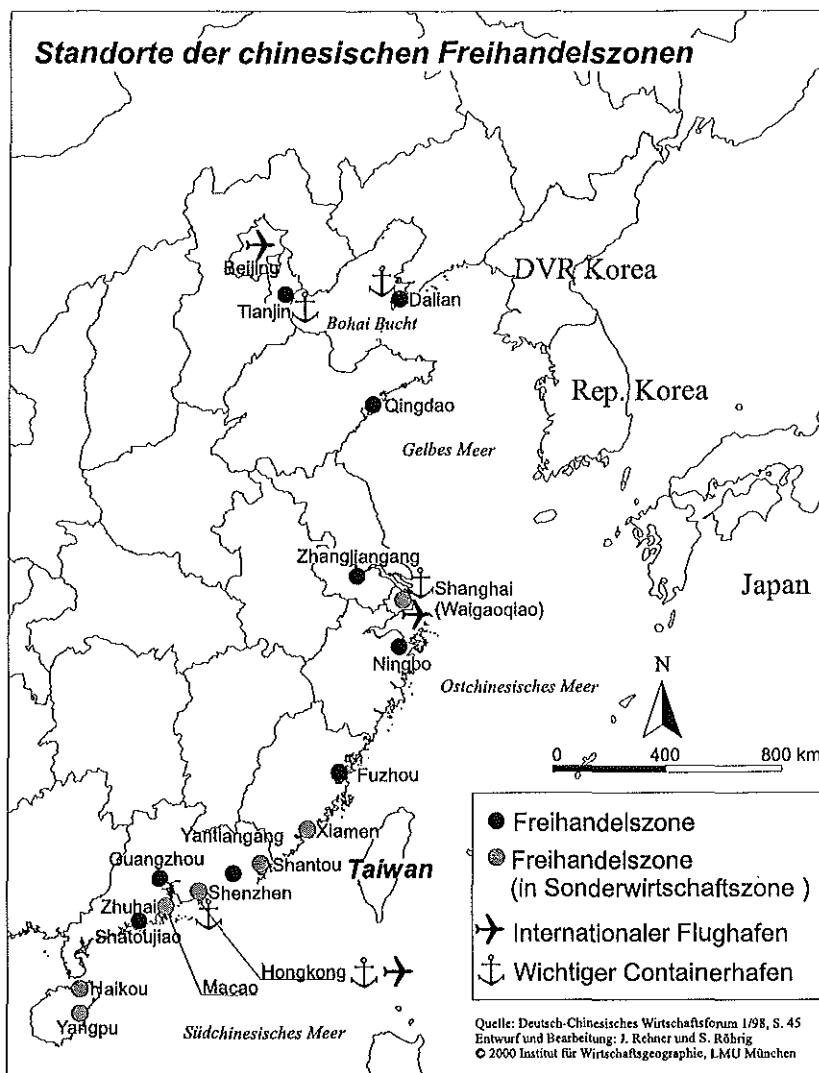 Standorte der chinesischen Freihandelszonen
Beijing
Tianjin
Dalian
Bohai Bucht
DVR Korea
Rep. Korea
Qingdao
Gelbes Meer
Zhangjiangang
Shanghai
(Waigaoqiao)
Japan
Ningbo
Ostchinesisches Meer
N
0 400 800 km
Fuzhou
Xiamen
Yantiangang
Shantou
Taiwan
Guangzhou
Shenzhen
Zhuhai
Shatoujiao
Hongkong
Macao
Haikou
Yangpu
Südchinesisches Meer
Freihandelszone
Freihandelszone
(in Sonderwirtschaftszone )
Internationaler Flughafen
Wichtiger Containerhafen
Quelle: Deutsch-Chinesisches Wirtschaftsforum 1/98, S. 45
Entwurf und Bearbeitung: J. Rehner und S. Röhrig
© 2000 Institut für Wirtschaftsgeographie, LMU München